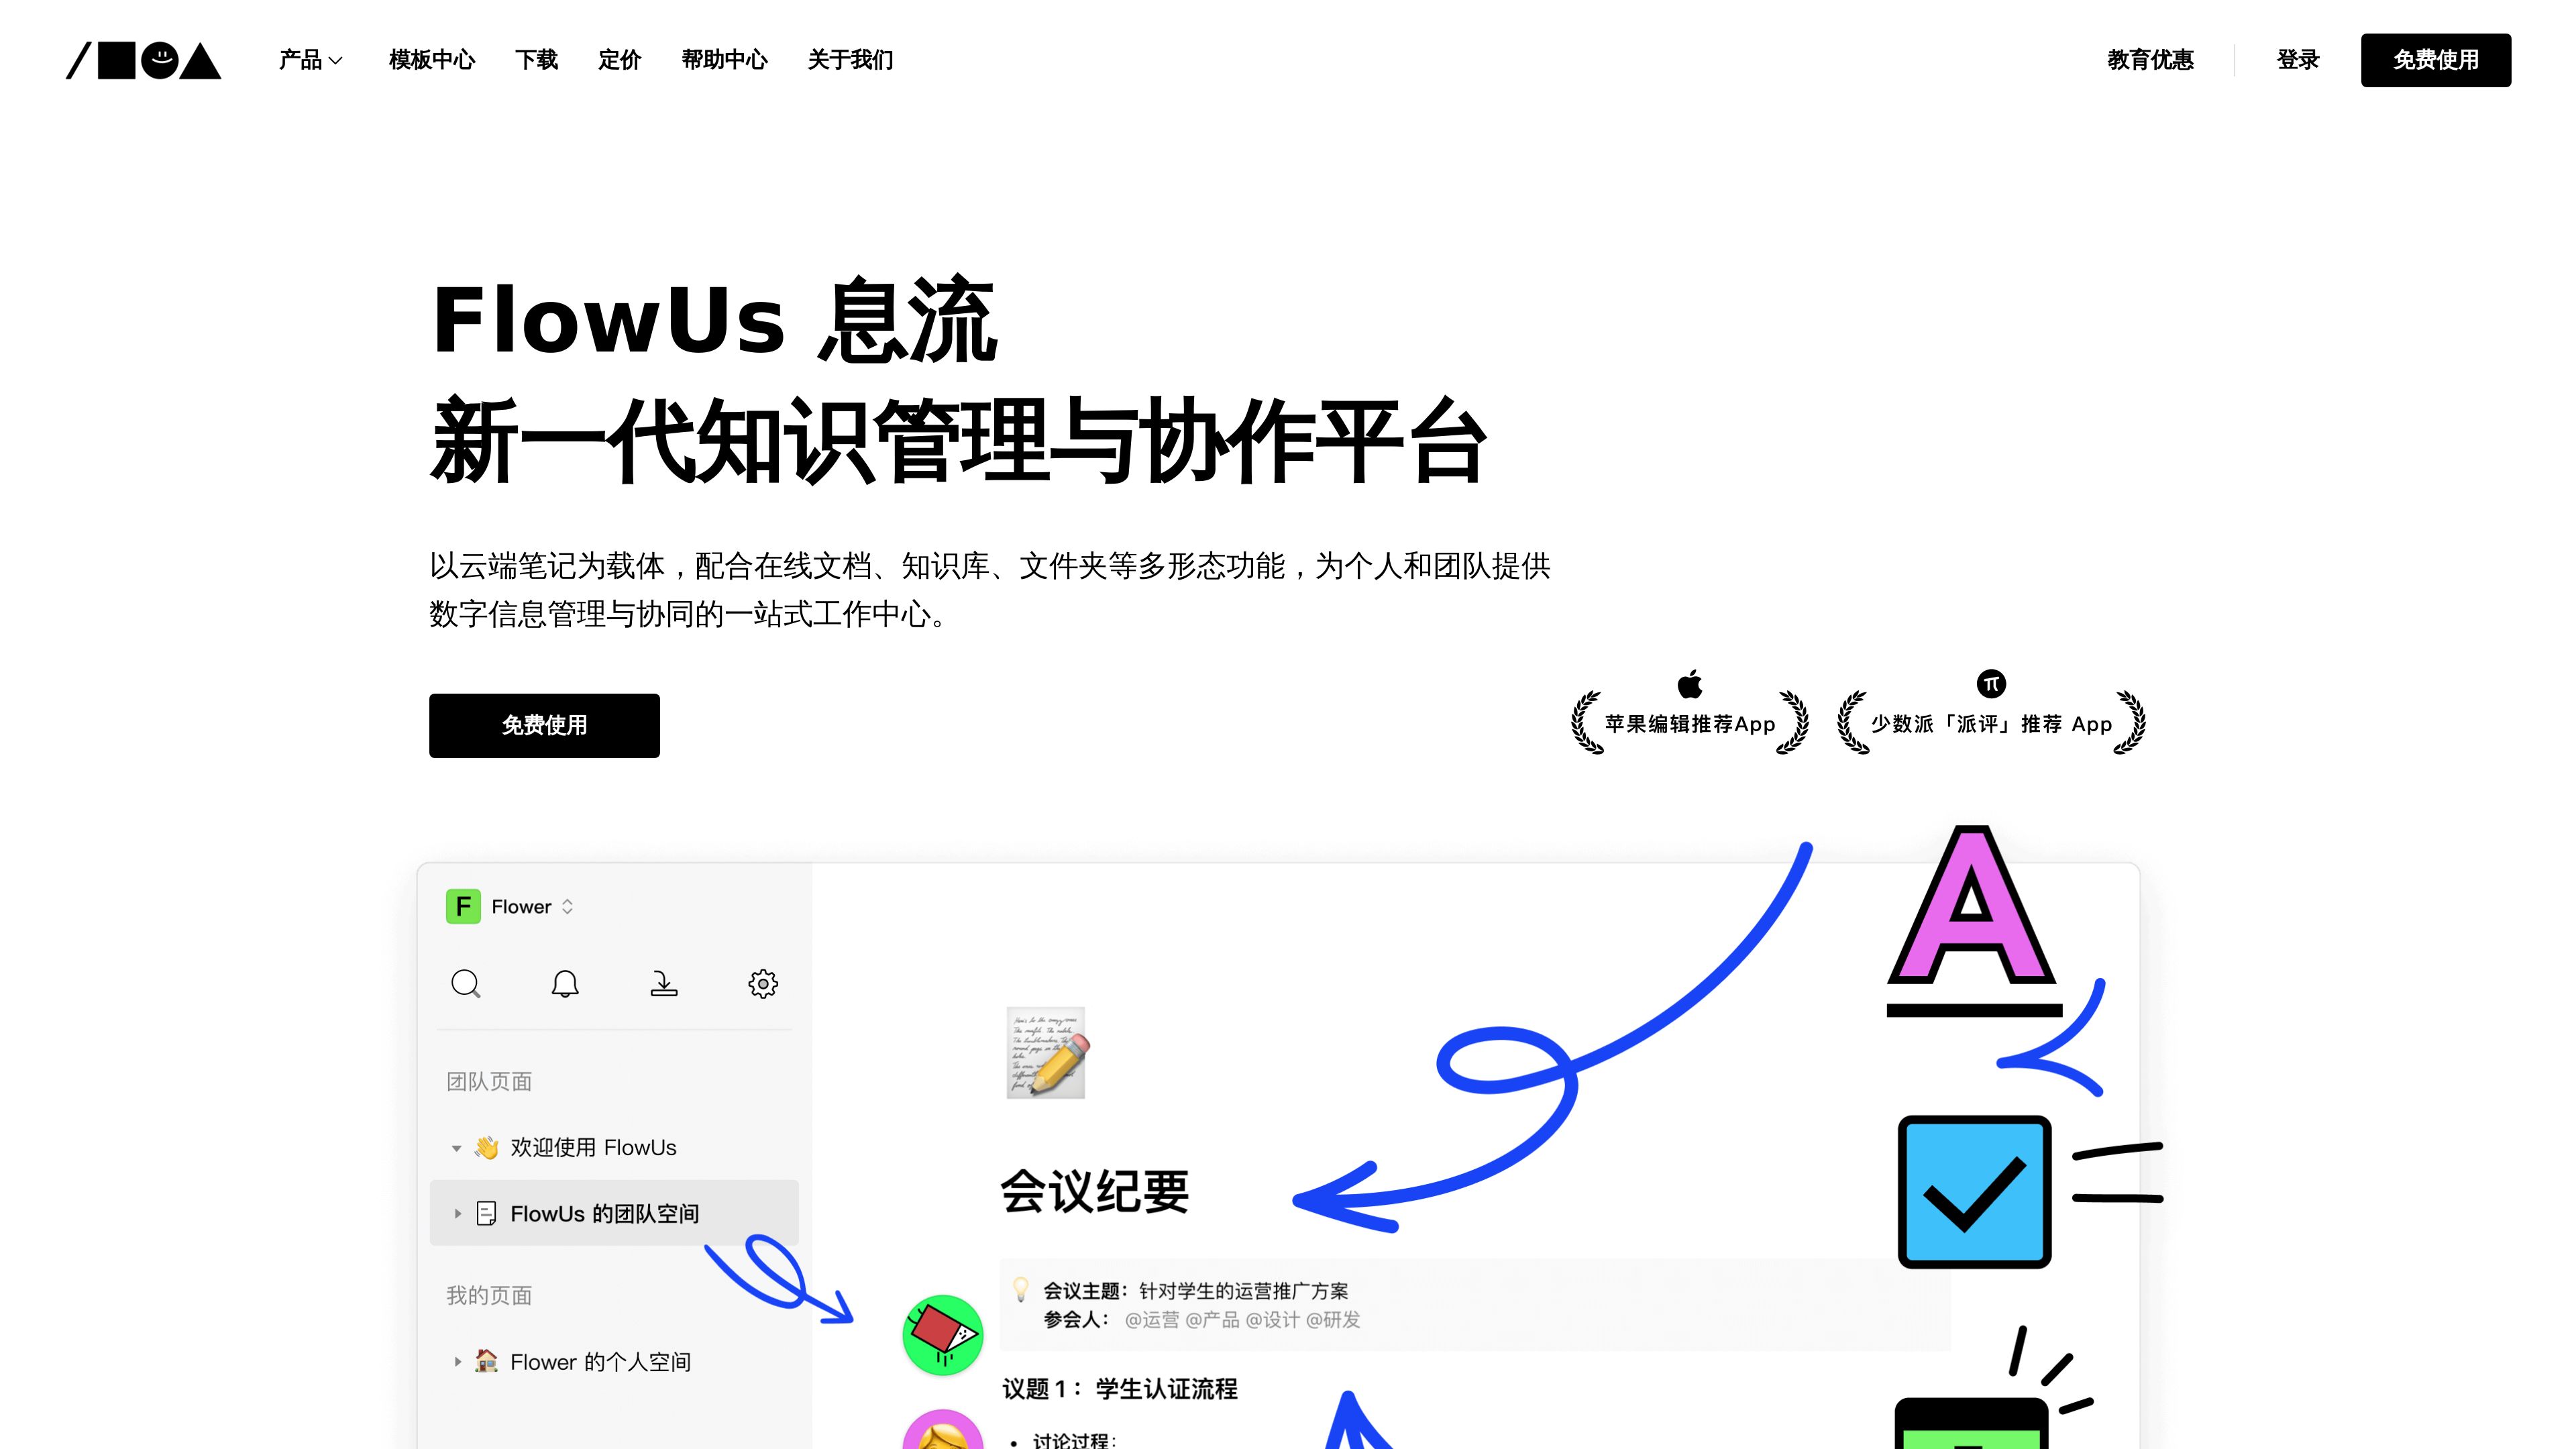 产品 模板中心 下载 定价 帮助中心 关于我们 教育优惠 登录 免费使用
FlowUs 息流
新一代知识管理与协作平台
以云端笔记为载体，配合在线文档、知识库、文件夹等多形态功能，为个人和团队提供
数字信息管理与协同的一站式工作中心。
免费使用
苹果编辑推荐App
少数派「派评」推荐 App
A
F Flower
团队页面
欢迎使用 FlowUs
FlowUs 的团队空间
我的页面
Flower 的个人空间
会议纪要
会议主题：针对学生的运营推广方案
参会人： @运营 @产品 @设计 @研发
议题 1：学生认证流程
• 讨论过程：